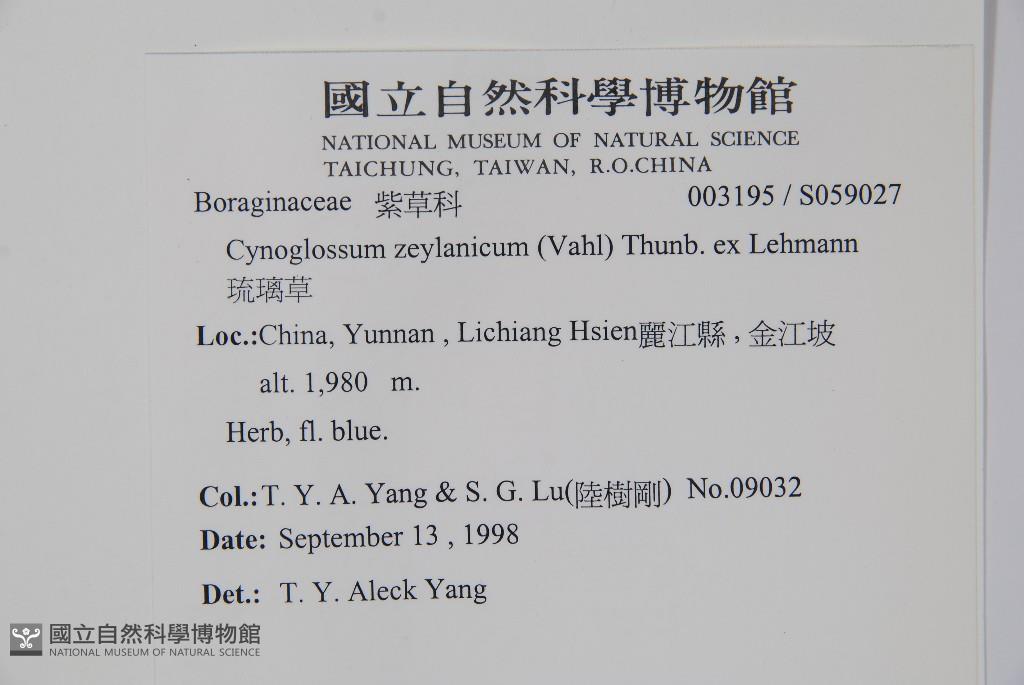 國立自然科學博物館
NATIONAL MUSEUM OF NATURAL SCIENCE
TAICHUNG, TAIWAN, R.O.CHINA
Boraginaceae 紫草科 003195 / S059027
Cynoglossum zeylanicum (Vahl) Thunb. ex Lehmann
琉璃草
Loc.:China, Yunnan , Lichiang Hsien麗江縣 , 金江坡
alt. 1,980 m.
Herb, fl. blue.
Col.:T. Y. A. Yang & S. G. Lu(陸樹剛) No.09032
Date: September 13 , 1998
Det.: T. Y. Aleck Yang
國立自然科學博物館
NATIONAL MUSEUM OF NATURAL SCIENCE